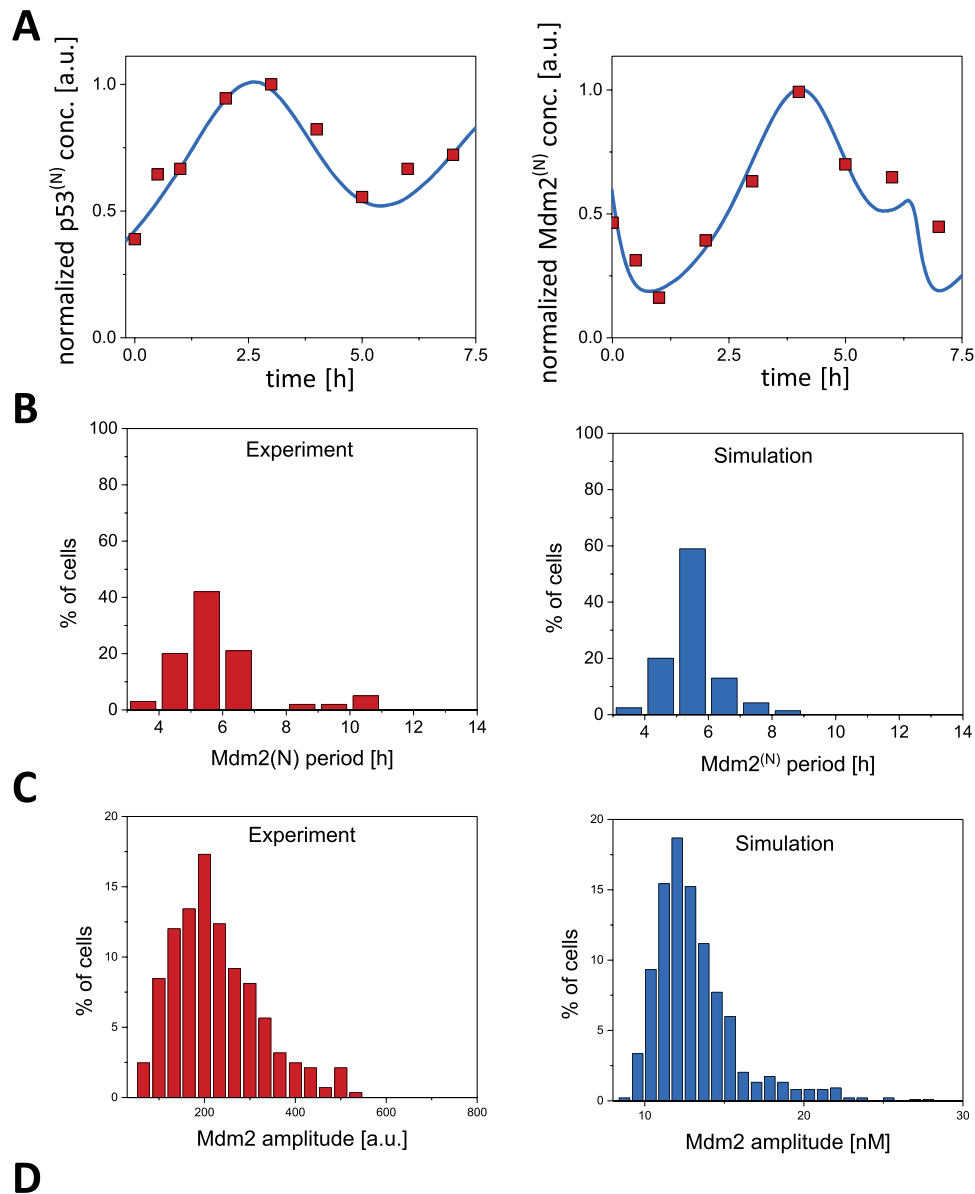 A
normalized p53(N) conc. [a.u.]
1.0
0.5
0.0
0.0 2.5 5.0 7.5
time [h]
normalized Mdm2(N) conc. [a.u.]
1.0
0.5
0.0
0.0 2.5 5.0 7.5
time [h]
B
Experiment
% of cells
100
80
60
40
20
0
4 6 8 10 12 14
Mdm2(N) period [h]
Simulation
% of cells
100
80
60
40
20
0
4 6 8 10 12 14
Mdm2(N) period [h]
C
Experiment
% of cells
20
15
10
5
0
200 400 600 800
Mdm2 amplitude [a.u.]
Simulation
% of cells
20
15
10
5
0
10 20 30
Mdm2 amplitude [nM]
D